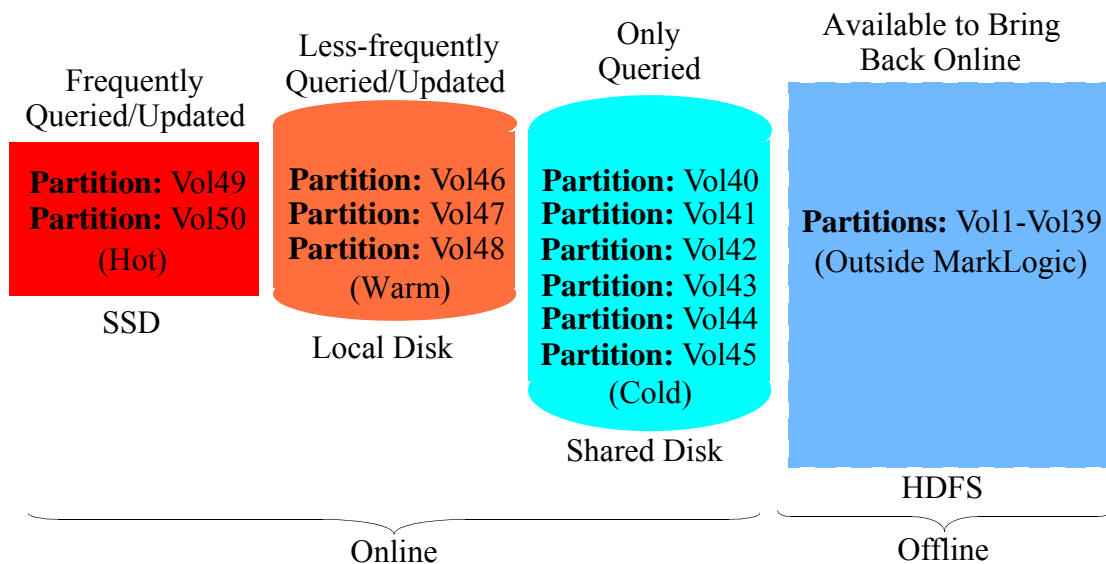 Frequently
Queried/Updated
Partition: Vol49
Partition: Vol50
(Hot)
SSD
Less-frequently
Queried/Updated
Partition: Vol46
Partition: Vol47
Partition: Vol48
(Warm)
Local Disk
Only
Queried
Partition: Vol40
Partition: Vol41
Partition: Vol42
Partition: Vol43
Partition: Vol44
Partition: Vol45
(Cold)
Shared Disk
Available to Bring
Back Online
Partitions: Vol1-Vol39
(Outside MarkLogic)
HDFS
Online
Offline